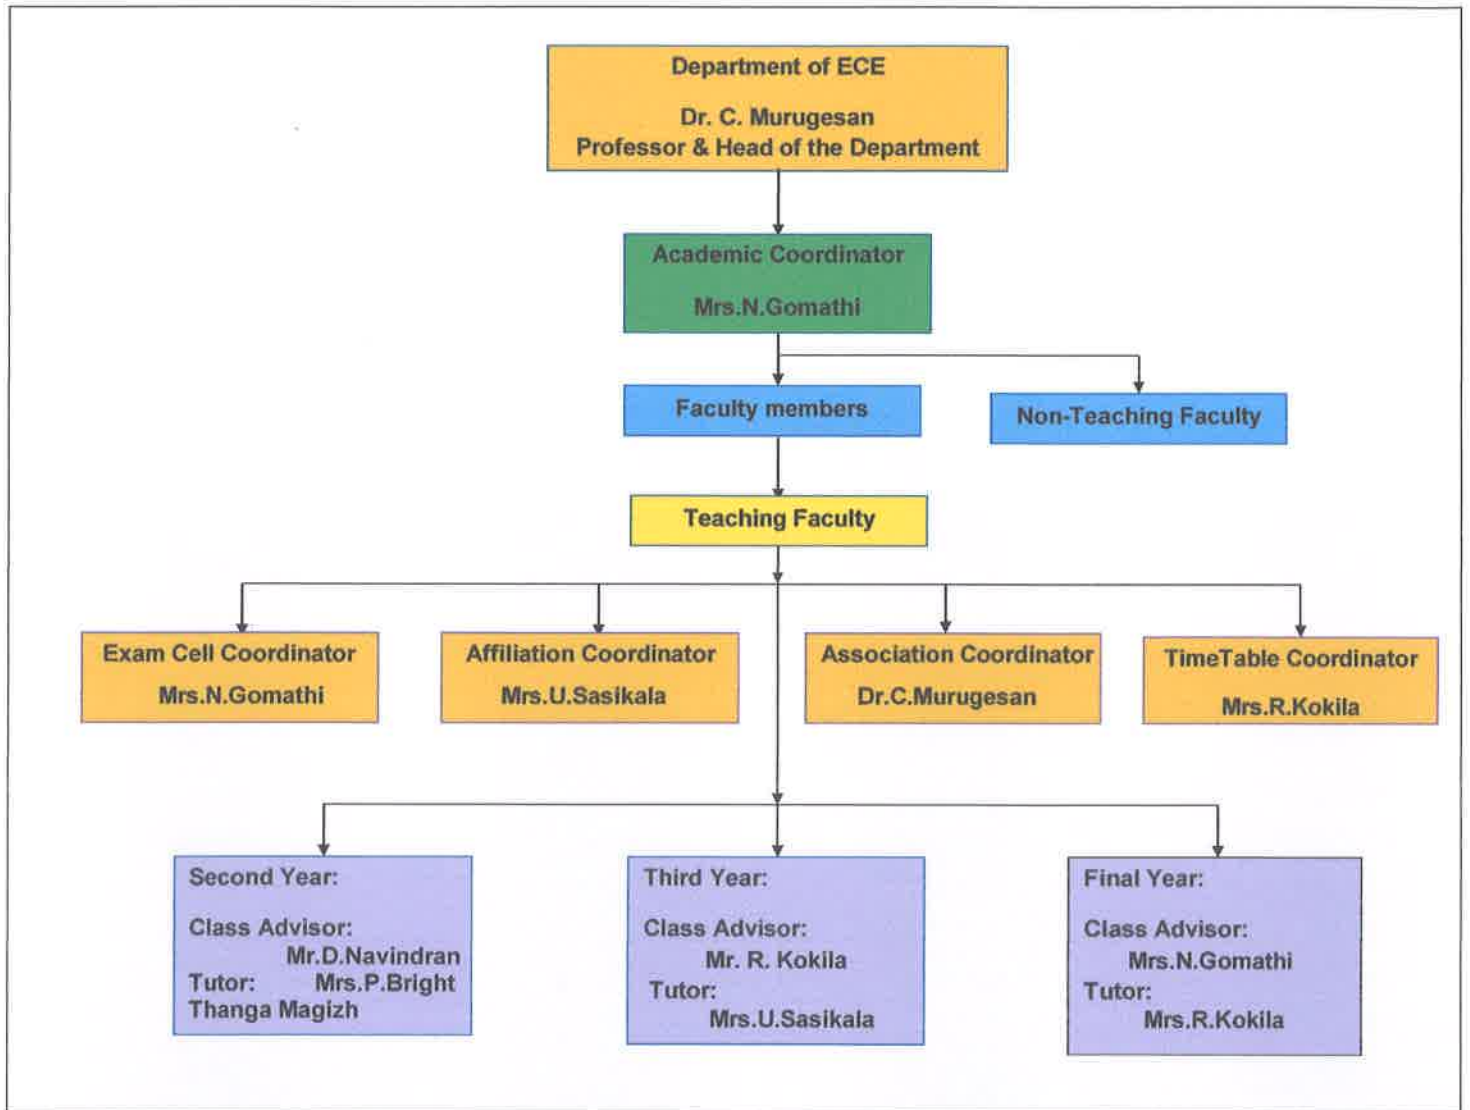 Department of ECE
Dr. C. Murugesan
Professor & Head of the Department
Academic Coordinator
Mrs.N.Gomathi
Faculty members
Non-Teaching Faculty
Teaching Faculty
Exam Cell Coordinator
Mrs.N.Gomathi
Affiliation Coordinator
Mrs.U.Sasikala
Association Coordinator
Dr.C.Murugesan
TimeTable Coordinator
Mrs.R.Kokila
Second Year:
Class Advisor:
Mr.D.Navindran
Tutor: Mrs.P.Bright
Thanga Magizh
Third Year:
Class Advisor:
Mr. R. Kokila
Tutor:
Mrs.U.Sasikala
Final Year:
Class Advisor:
Mrs.N.Gomathi
Tutor:
Mrs.R.Kokila